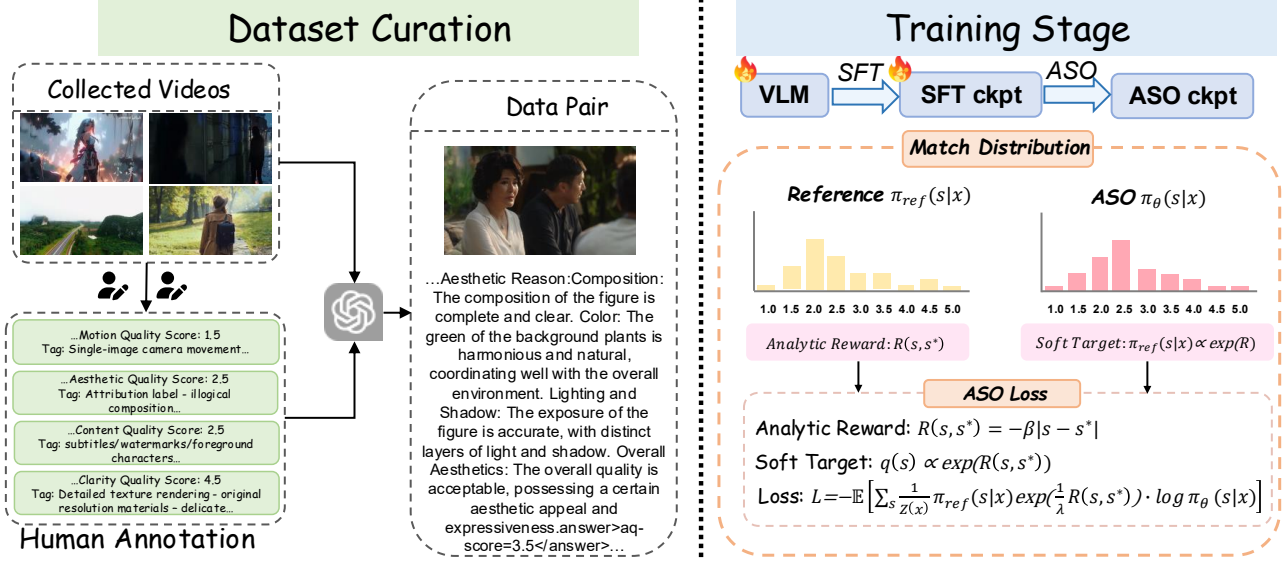 Dataset Curation
Collected Videos
…Motion Quality Score: 1.5
Tag: Single-image camera movement…
…Aesthetic Quality Score: 2.5
Tag: Attribution label - illogical
composition…
…Content Quality Score: 2.5
Tag: subtitles/watermarks/foreground
characters…
…Clarity Quality Score: 4.5
Tag: Detailed texture rendering - original
resolution materials – delicate…
Human Annotation
Data Pair
…Aesthetic Reason:Composition:
The composition of the figure is
complete and clear. Color: The
green of the background plants is
harmonious and natural,
coordinating well with the overall
environment. Lighting and
Shadow: The exposure of the
figure is accurate, with distinct
layers of light and shadow. Overall
Aesthetics: The overall quality is
acceptable, possessing a certain
aesthetic appeal and
expressiveness.answer>aq-
score=3.5</answer>…
Training Stage
VLM
SFT
SFT ckpt
ASO
ASO ckpt
Match Distribution
Reference π_ref(s|x)
1.0 1.5 2.0 2.5 3.0 3.5 4.0 4.5 5.0
Analytic Reward: R(s, s*)
ASO π_θ(s|x)
1.0 1.5 2.0 2.5 3.0 3.5 4.0 4.5 5.0
Soft Target: π_ref(s|x) ∝ exp(R)
ASO Loss
Analytic Reward: R(s, s*) = −β|s − s*|
Soft Target: q(s) ∝ exp(R(s, s*))
Loss: L=−𝔼[∑_s 1/Z(x) π_ref(s|x)exp(1/λ R(s, s*)) · log π_θ (s|x)]